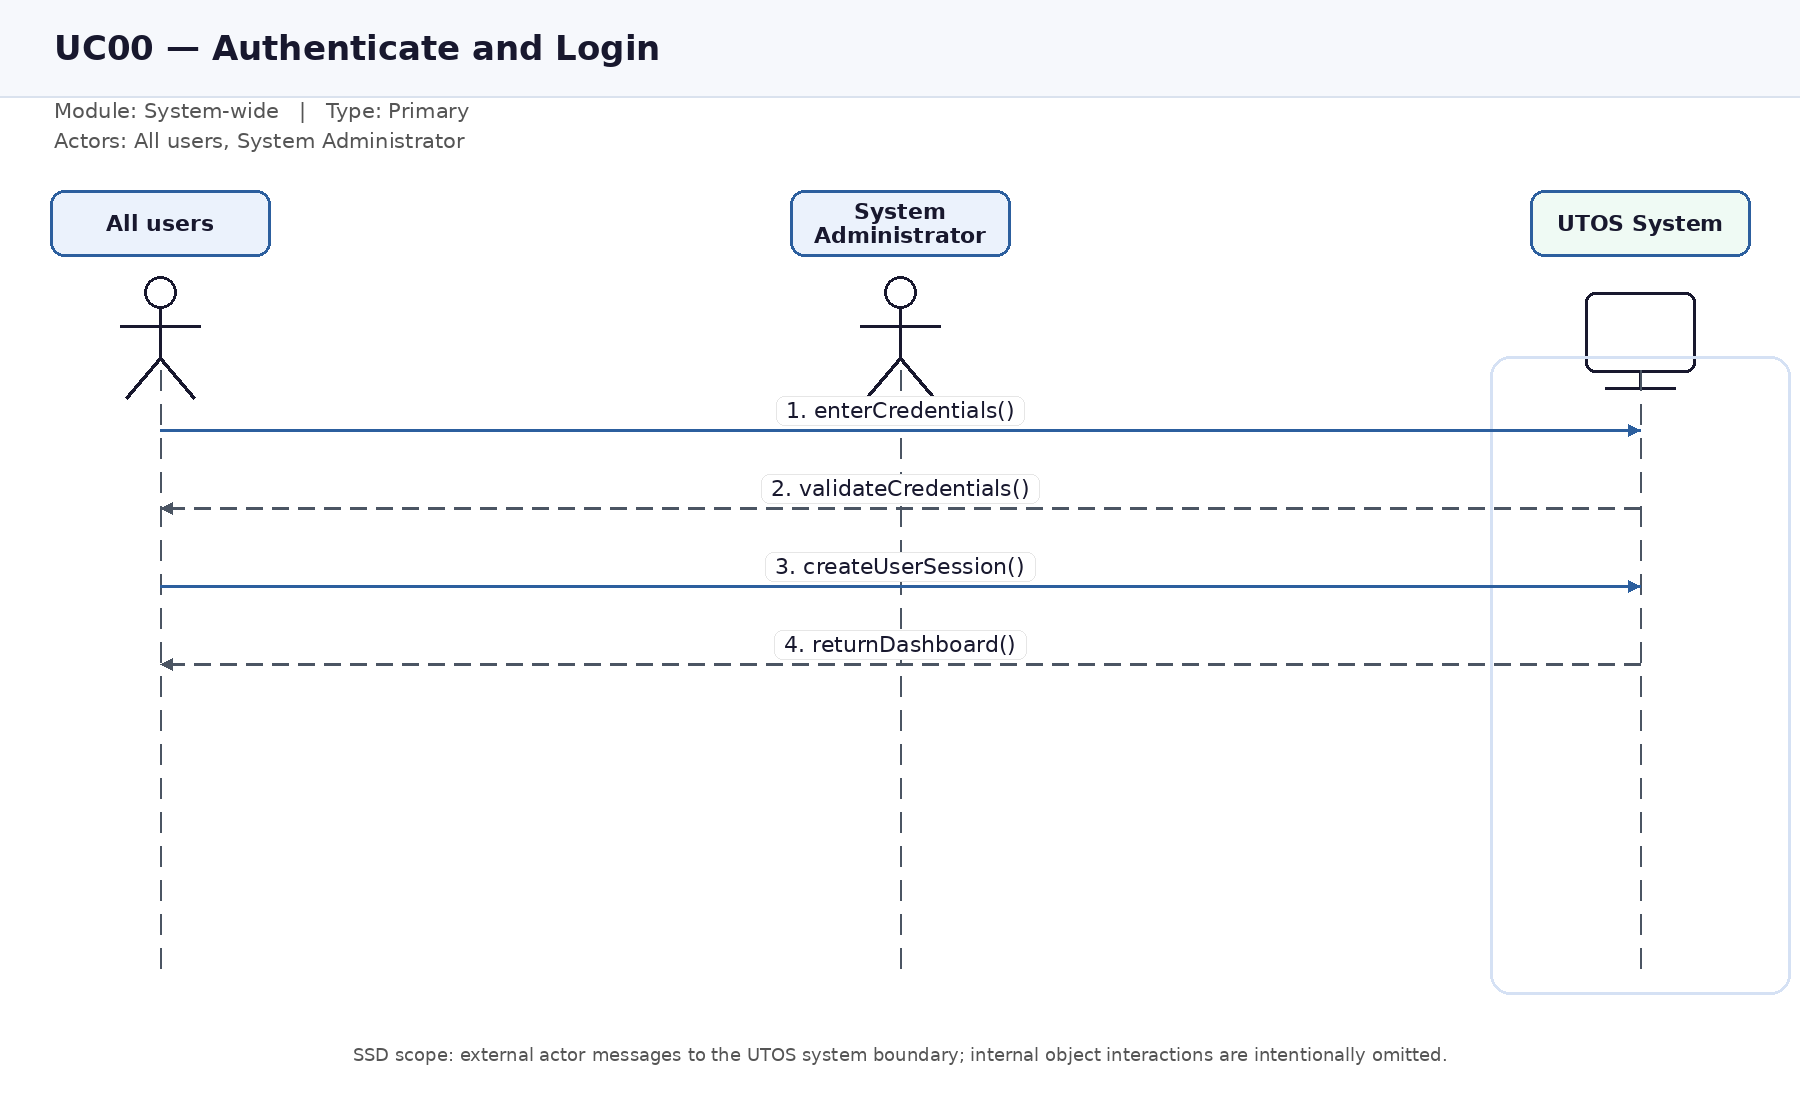 UC00 — Authenticate and Login
Module: System-wide | Type: Primary
Actors: All users, System Administrator
All users
System
Administrator
UTOS System
1. enterCredentials()
2. validateCredentials()
3. createUserSession()
4. returnDashboard()
SSD scope: external actor messages to the UTOS system boundary; internal object interactions are intentionally omitted.